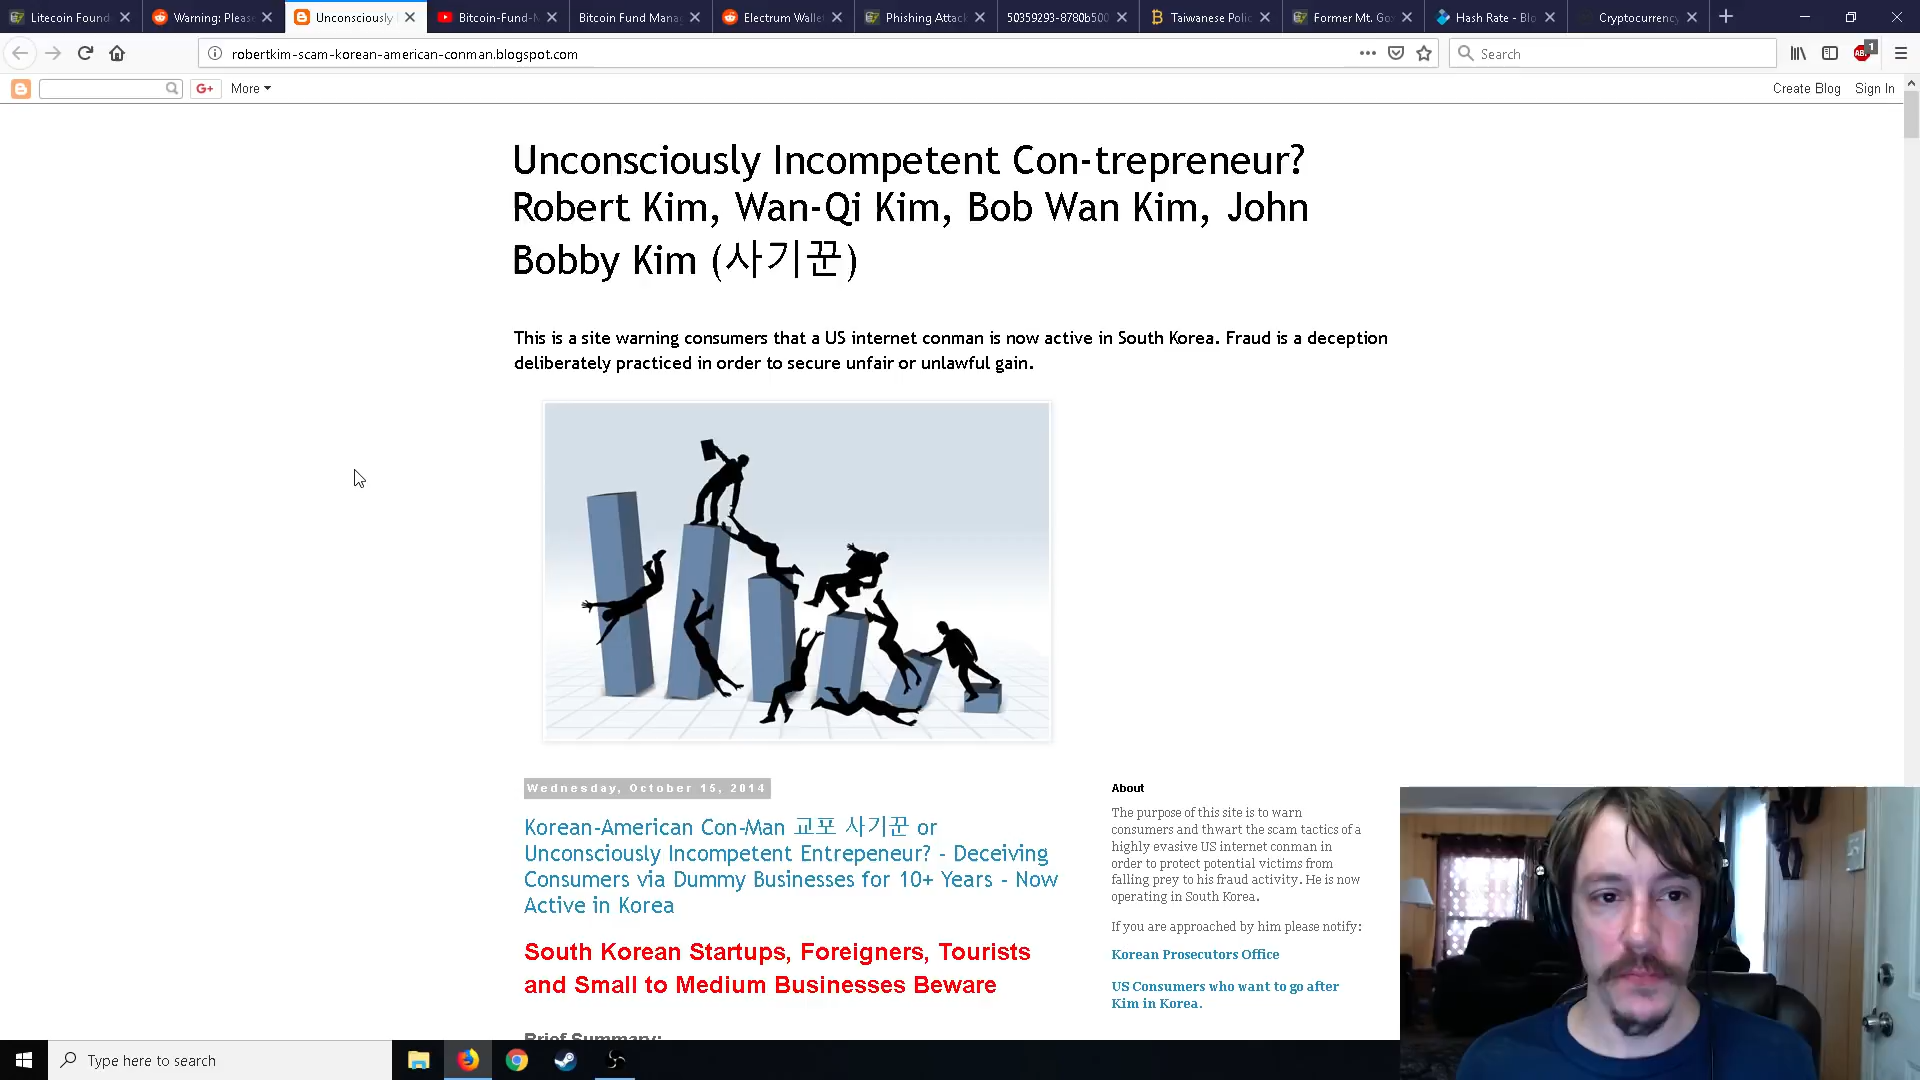 Litecoin Found
Warning: Pleas
Unconsciously
Bitcoin-Fund-M
Bitcoin Fund Mana
Electrum Walle
Phishing Attac
50359293-8780b500
Taiwanese Polic
Former Mt. Go
Hash Rate - Blo
Cryptocurrency
robertkim-scam-korean-american-conman.blogspot.com
Search
1
G+
More
Create Blog
Sign In
Unconsciously Incompetent Con-trepreneur?
Robert Kim, Wan-Qi Kim, Bob Wan Kim, John
Bobby Kim (사기꾼)
This is a site warning consumers that a US internet conman is now active in South Korea. Fraud is a deception
deliberately practiced in order to secure unfair or unlawful gain.
Wednesday, October 15, 2014
Korean-American Con-Man 교포 사기꾼 or
Unconsciously Incompetent Entrepeneur? - Deceiving
Consumers via Dummy Businesses for 10+ Years - Now
Active in Korea
South Korean Startups, Foreigners, Tourists
and Small to Medium Businesses Beware
Brief Summary:
About
The purpose of this site is to warn
consumers and thwart the scam tactics of a
highly evasive US internet conman in
order to protect potential victims from
falling prey to his fraud activity. He is now
operating in South Korea.
If you are approached by him please notify:
Korean Prosecutors Office
US Consumers who want to go after
Kim in Korea.
Type here to search